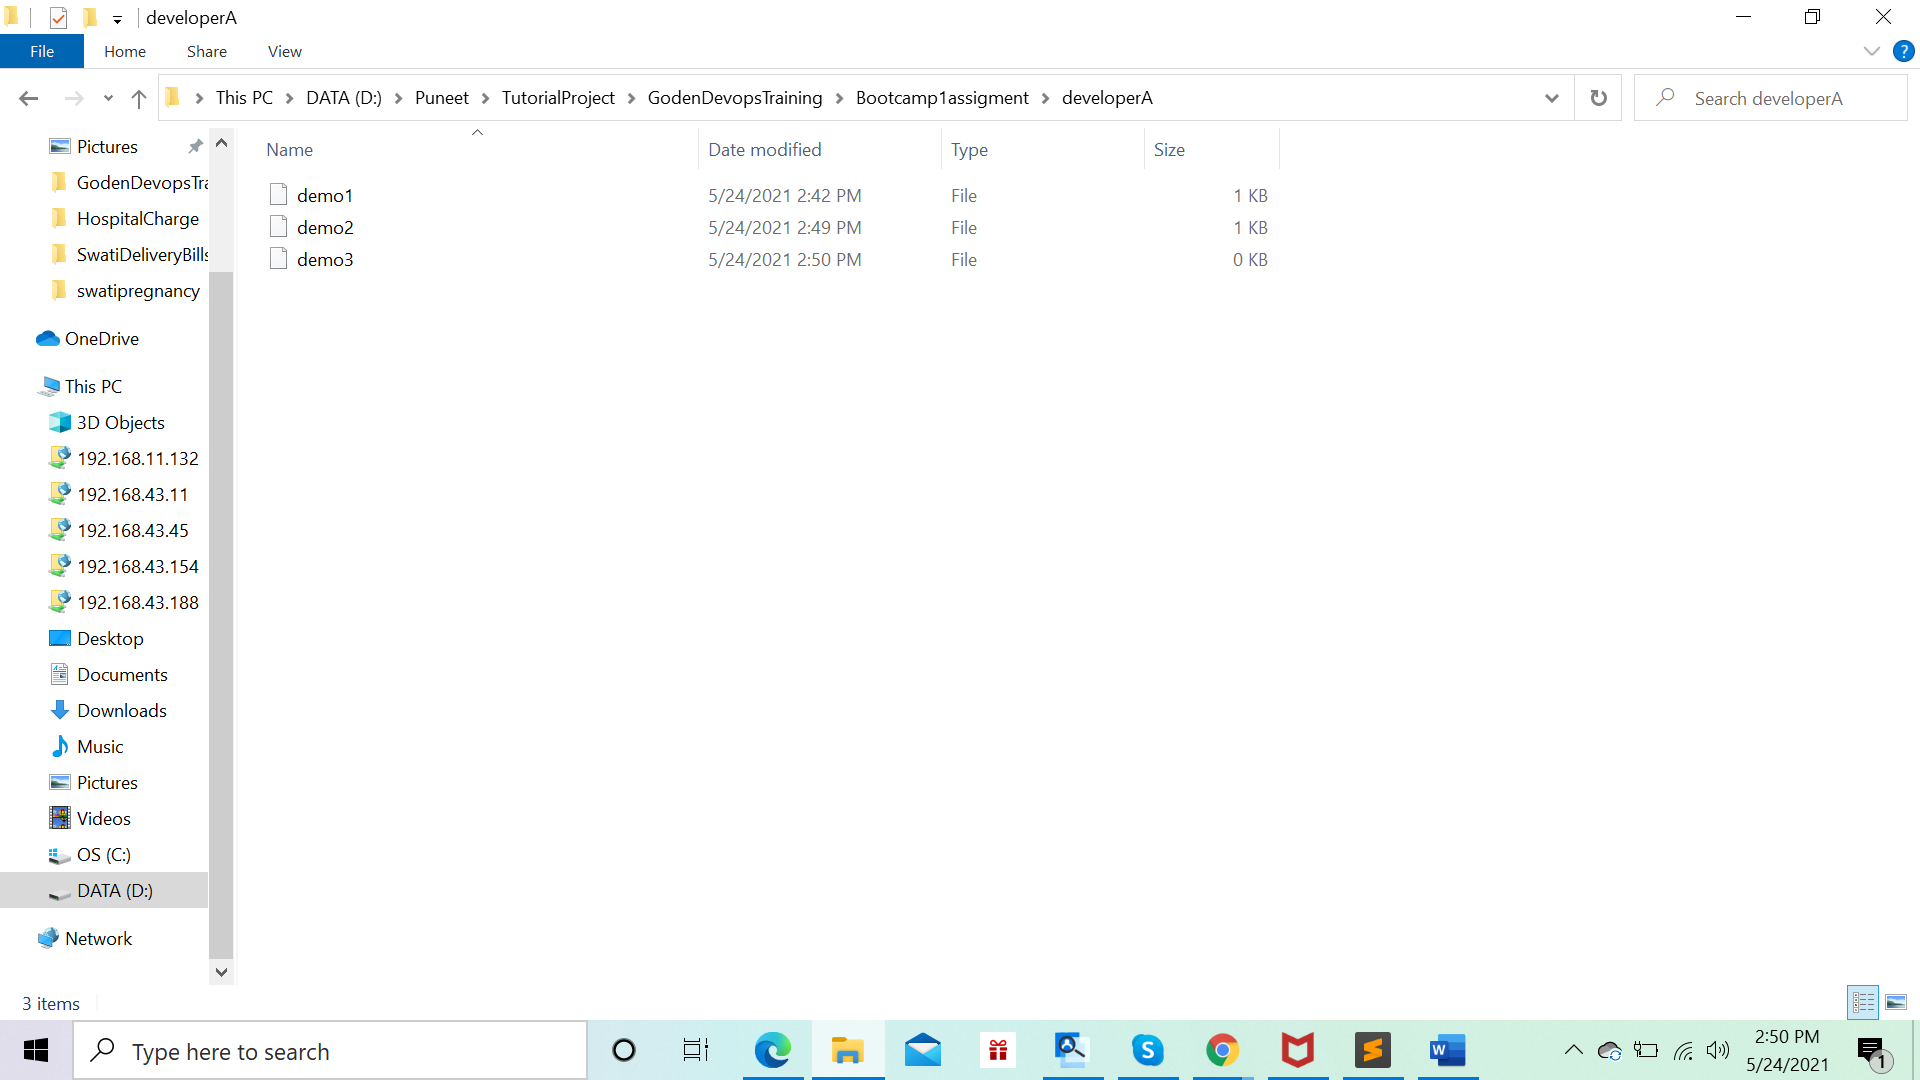 developerA
File Home Share View
This PC DATA (D:) Puneet TutorialProject GodenDevopsTraining Bootcamp1assigment developerA
Search developerA
Pictures
GodenDevopsTra
HospitalCharge
SwatiDeliveryBills
swatipregnancy
OneDrive
This PC
3D Objects
192.168.11.132
192.168.43.11
192.168.43.45
192.168.43.154
192.168.43.188
Desktop
Documents
Downloads
Music
Pictures
Videos
OS (C:)
DATA (D:)
Network
Name Date modified Type Size
demo1 5/24/2021 2:42 PM File 1 KB
demo2 5/24/2021 2:49 PM File 1 KB
demo3 5/24/2021 2:50 PM File 0 KB
3 items
Type here to search
2:50 PM
5/24/2021
1